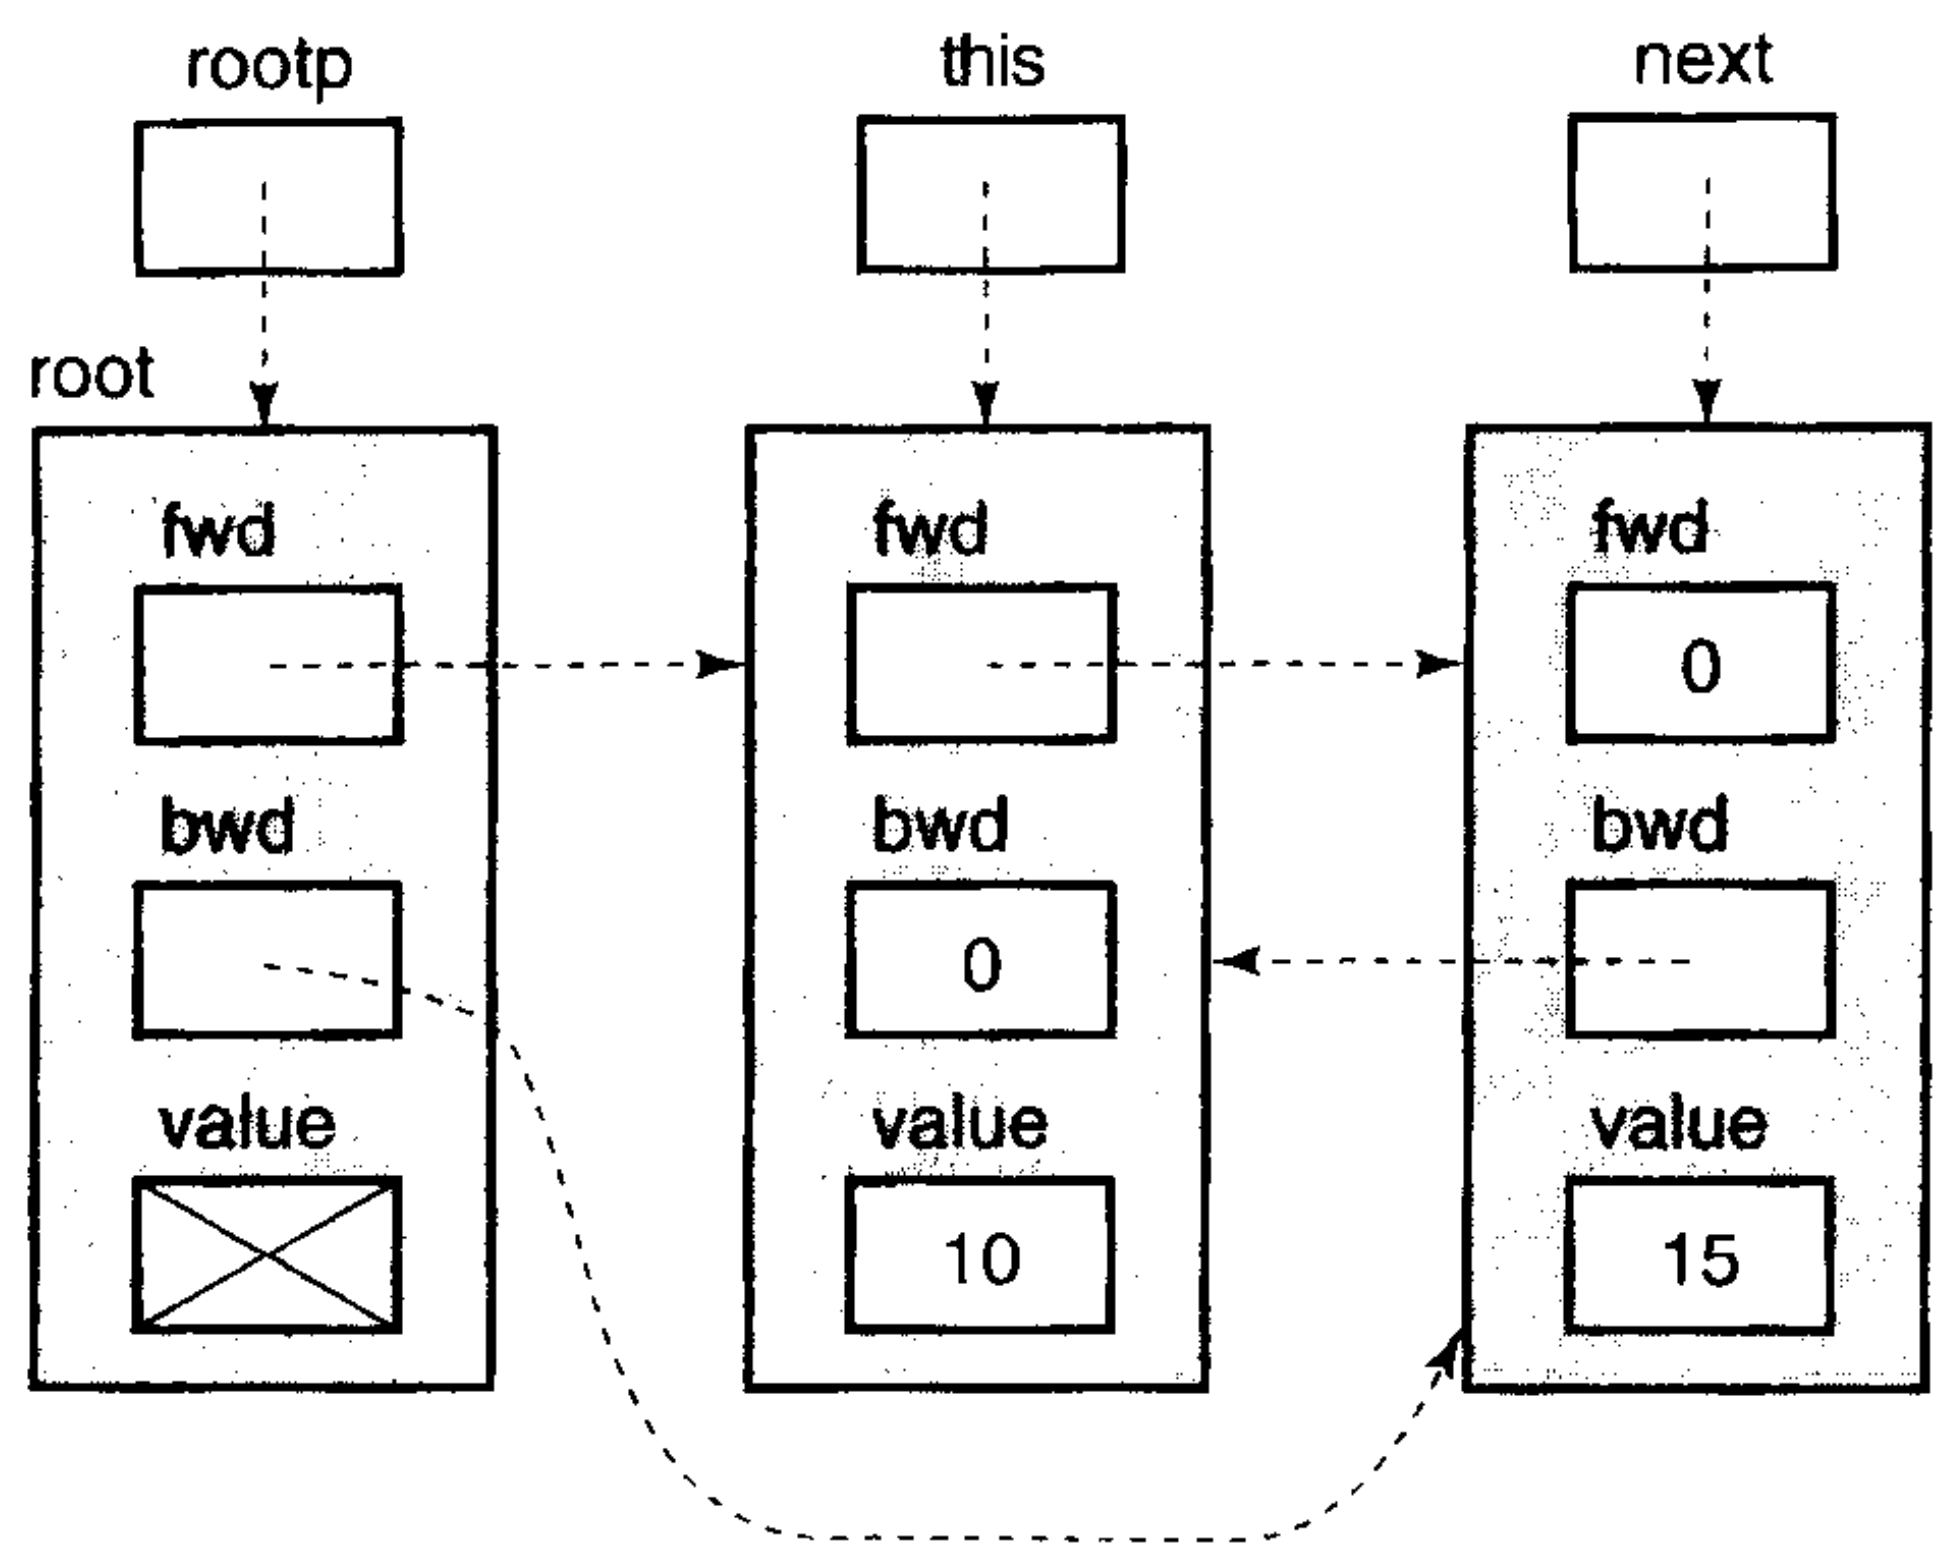 rootp this next
root
fwd fwd fwd
0
bwd bwd bwd
0
value value value
10 15